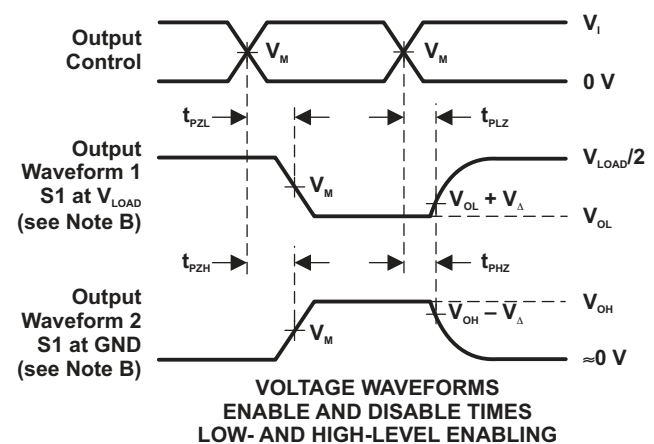 Output
Control
V_M
V_M
V_I
0 V
t_PZL
t_PLZ
Output
Waveform 1
S1 at V_LOAD
(see Note B)
V_M
V_LOAD/2
V_OL + V_Δ
V_OL
t_PZH
t_PHZ
Output
Waveform 2
S1 at GND
(see Note B)
V_M
V_OH
V_OH – V_Δ
≈0 V
VOLTAGE WAVEFORMS
ENABLE AND DISABLE TIMES
LOW- AND HIGH-LEVEL ENABLING